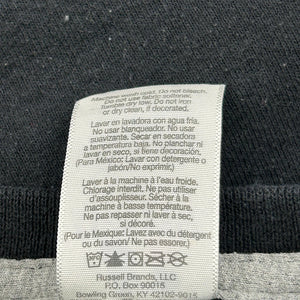 Machine wash cold. Do not bleach.
Do not use fabric softener.
Tumble dry low. Do not iron
or dry clean, if decorated.
Lavar en lavadora con agua fría.
No usar blanqueador. No usar
suavizante. Secar en secadora
a temperatura baja. No planchar
ni lavar en seco, si tiene decoración.
(Para México: Lavar con detergente o
jabón/No exprimir.)
Laver à la machine à l'eau froide.
Chlorage interdit. Ne pas utiliser
d'assouplisseur. Sécher à la
machine à basse température.
Ne pas repasser ni laver à
sec, si décoré.
(Pour le Mexique: Lavez avec du détergent
ou du savon/Ne pas essorer.)
Russell Brands, LLC
P.O. BOX 90015
Bowling Green, KY 42102-9015